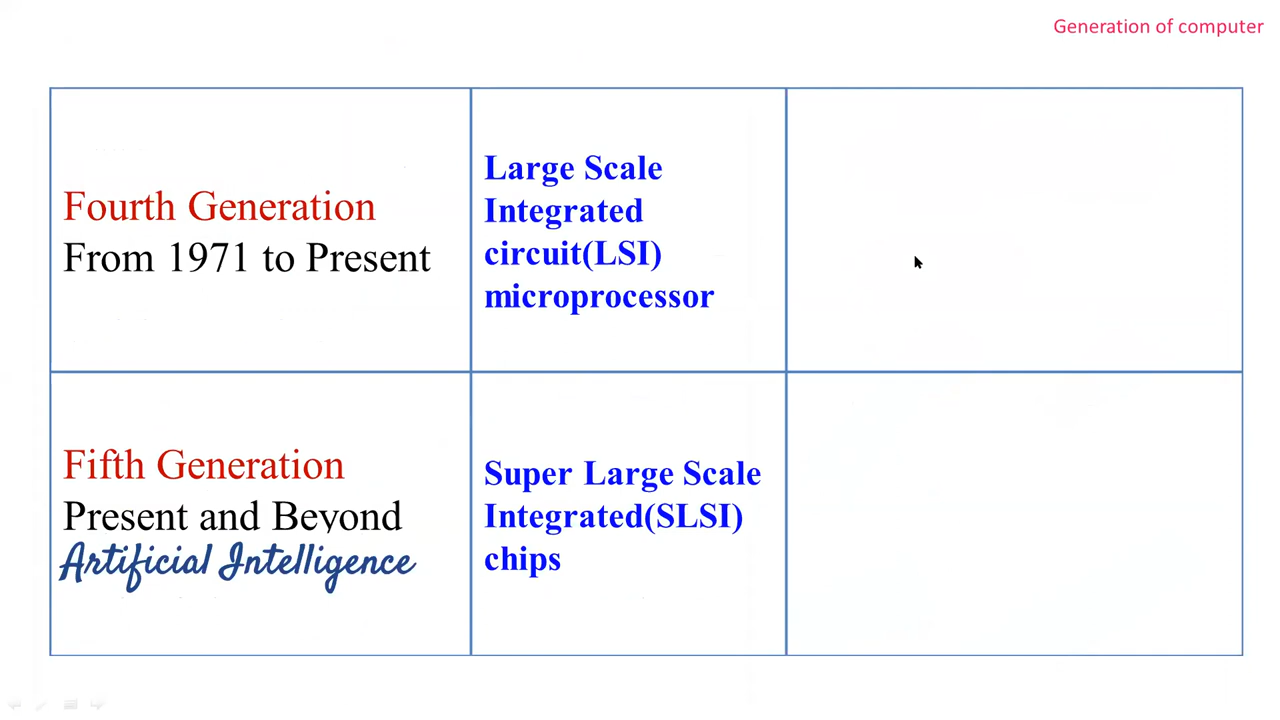 Generation of computer
Fourth Generation
From 1971 to Present
Large Scale
Integrated
circuit(LSI)
microprocessor
Fifth Generation
Present and Beyond
Artificial Intelligence
Super Large Scale
Integrated(SLSI)
chips